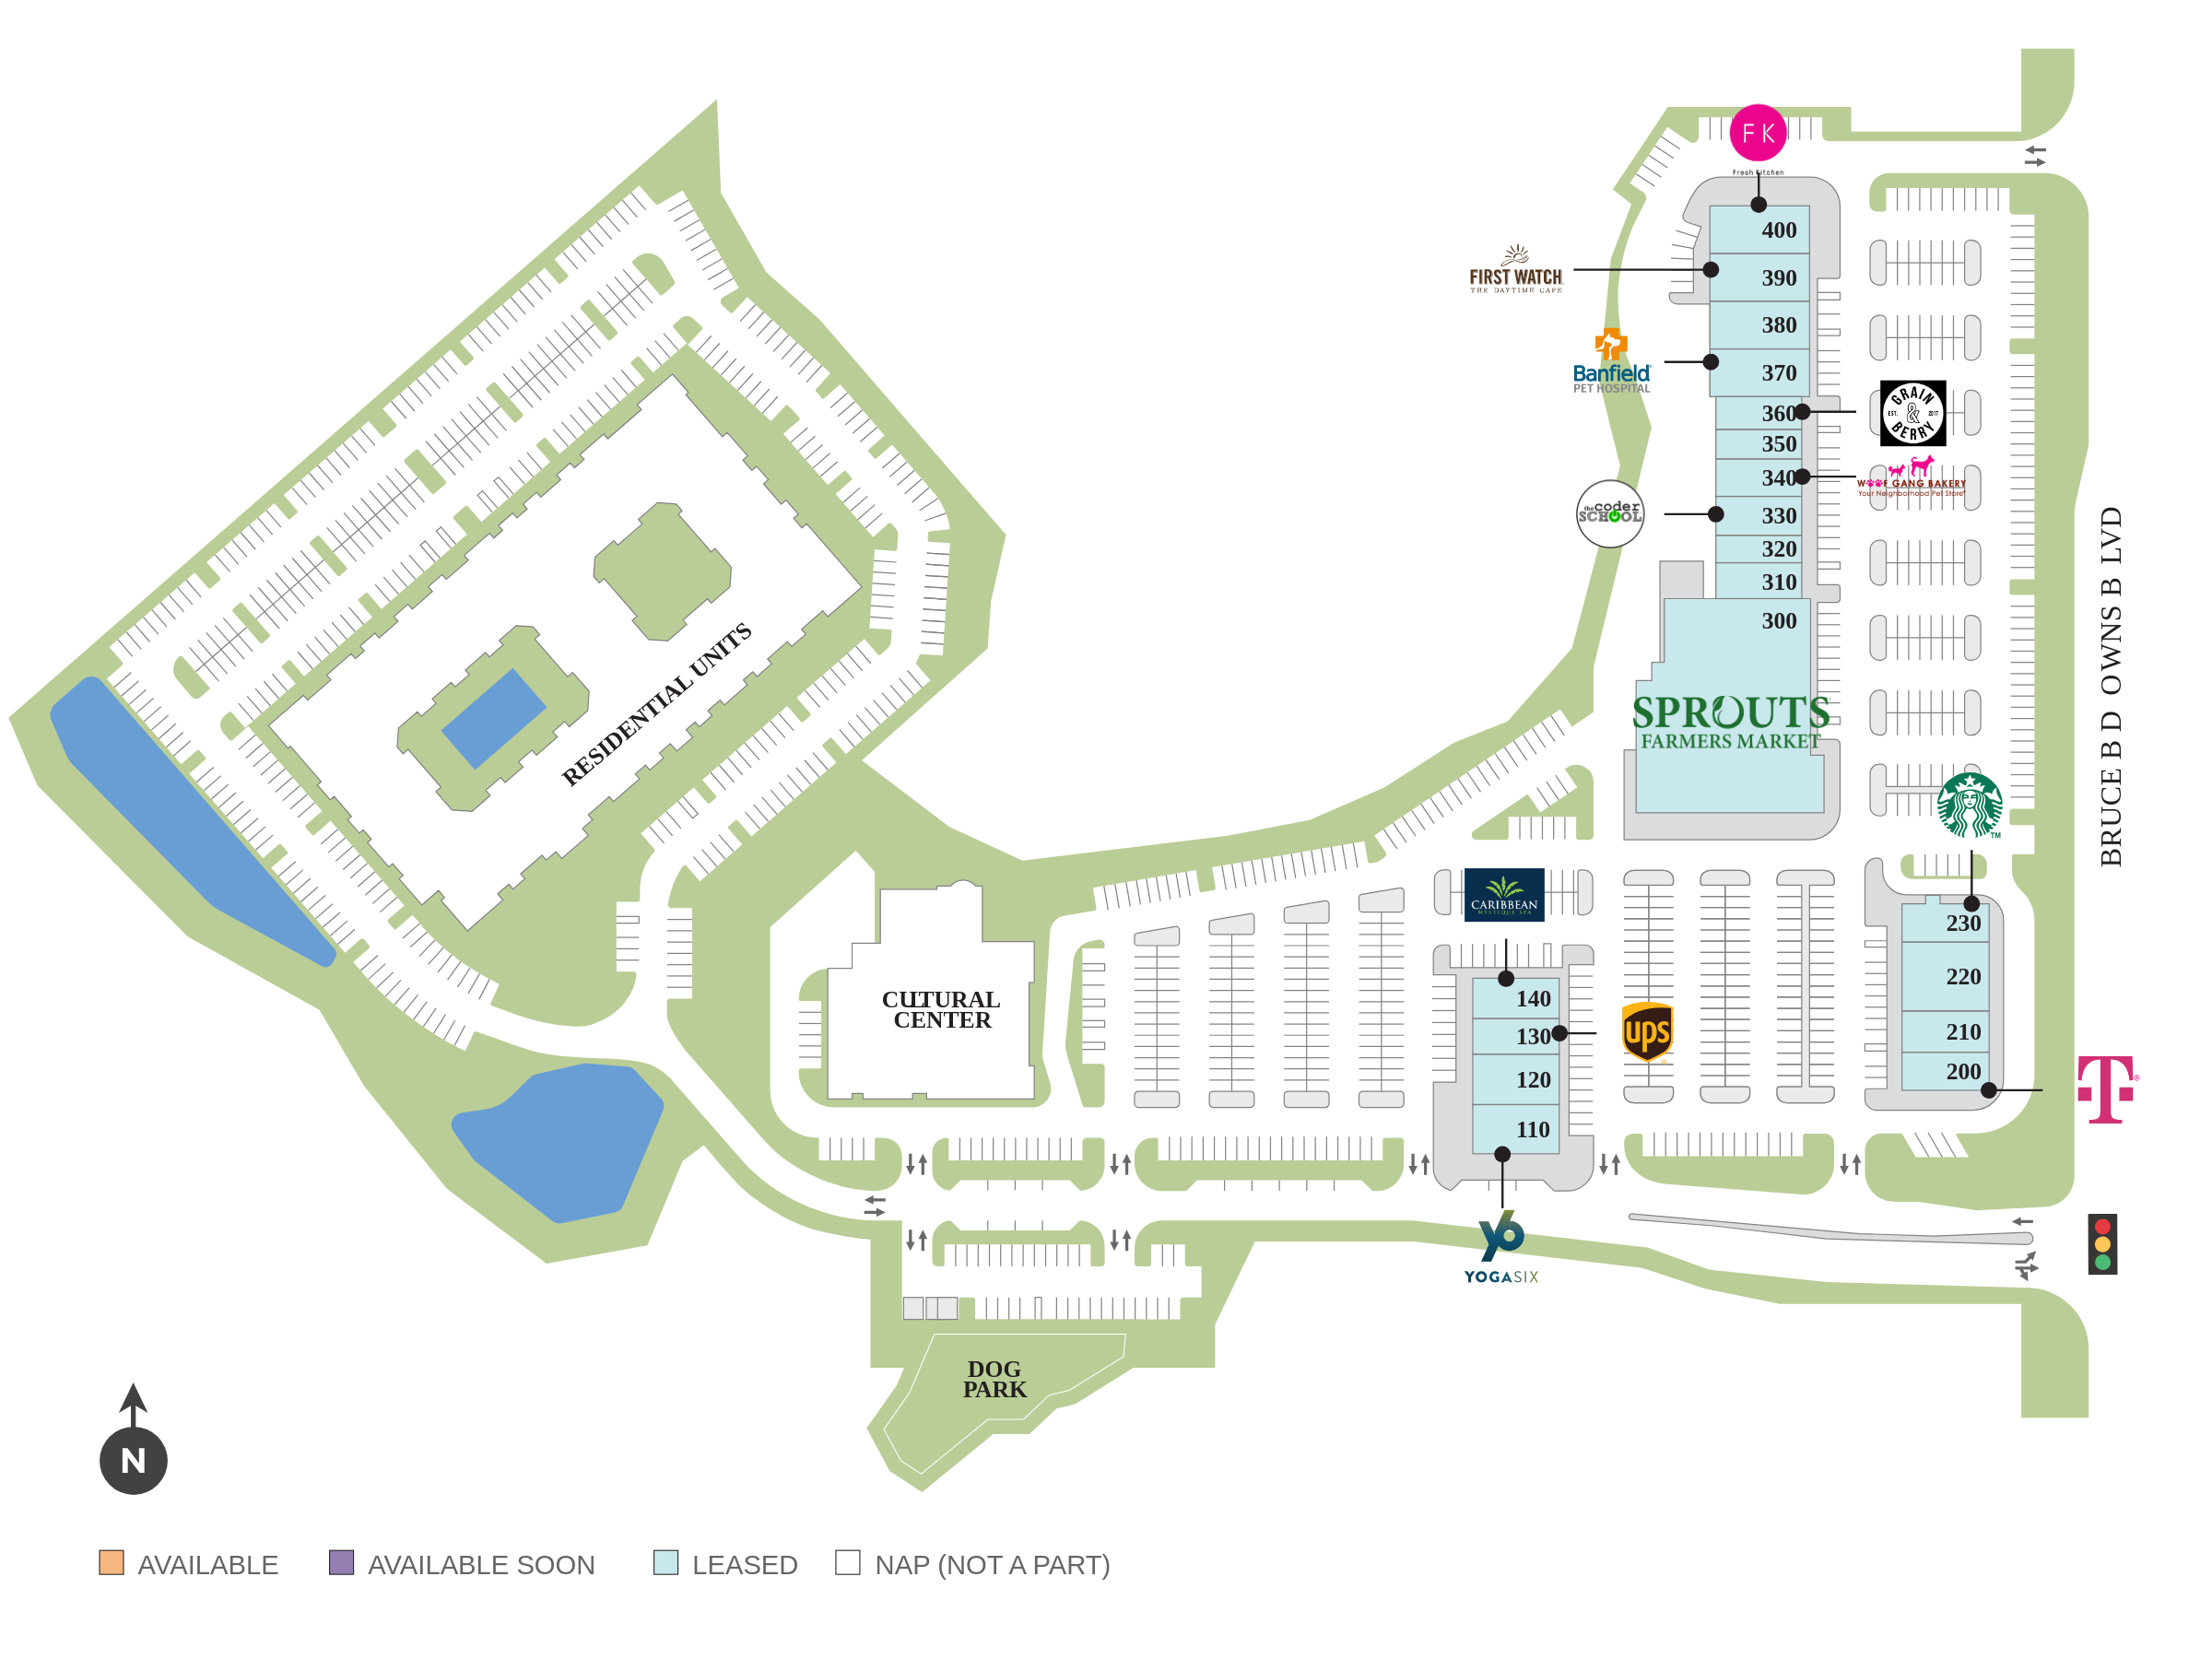 FK
Fresh Kitchen
400
FIRST WATCH
THE DAYTIME CAFE
390
380
Banfield
PET HOSPITAL
370
360
GRAIN
EST. & 2017
BERRY
350
340
WOOF GANG BAKERY
Your Neighborhood Pet Store
the coder
SCHOOL
330
320
310
300
SPROUTS
FARMERS MARKET
BRUCE B D OWNS B LVD
RESIDENTIAL UNITS
TM
CARIBBEAN
MYSTIQUE SPA
230
220
210
200
CUTURAL
CENTER
140
130
ups
120
110
T®
YOGASIX
DOG
PARK
N
AVAILABLE
AVAILABLE SOON
LEASED
NAP (NOT A PART)